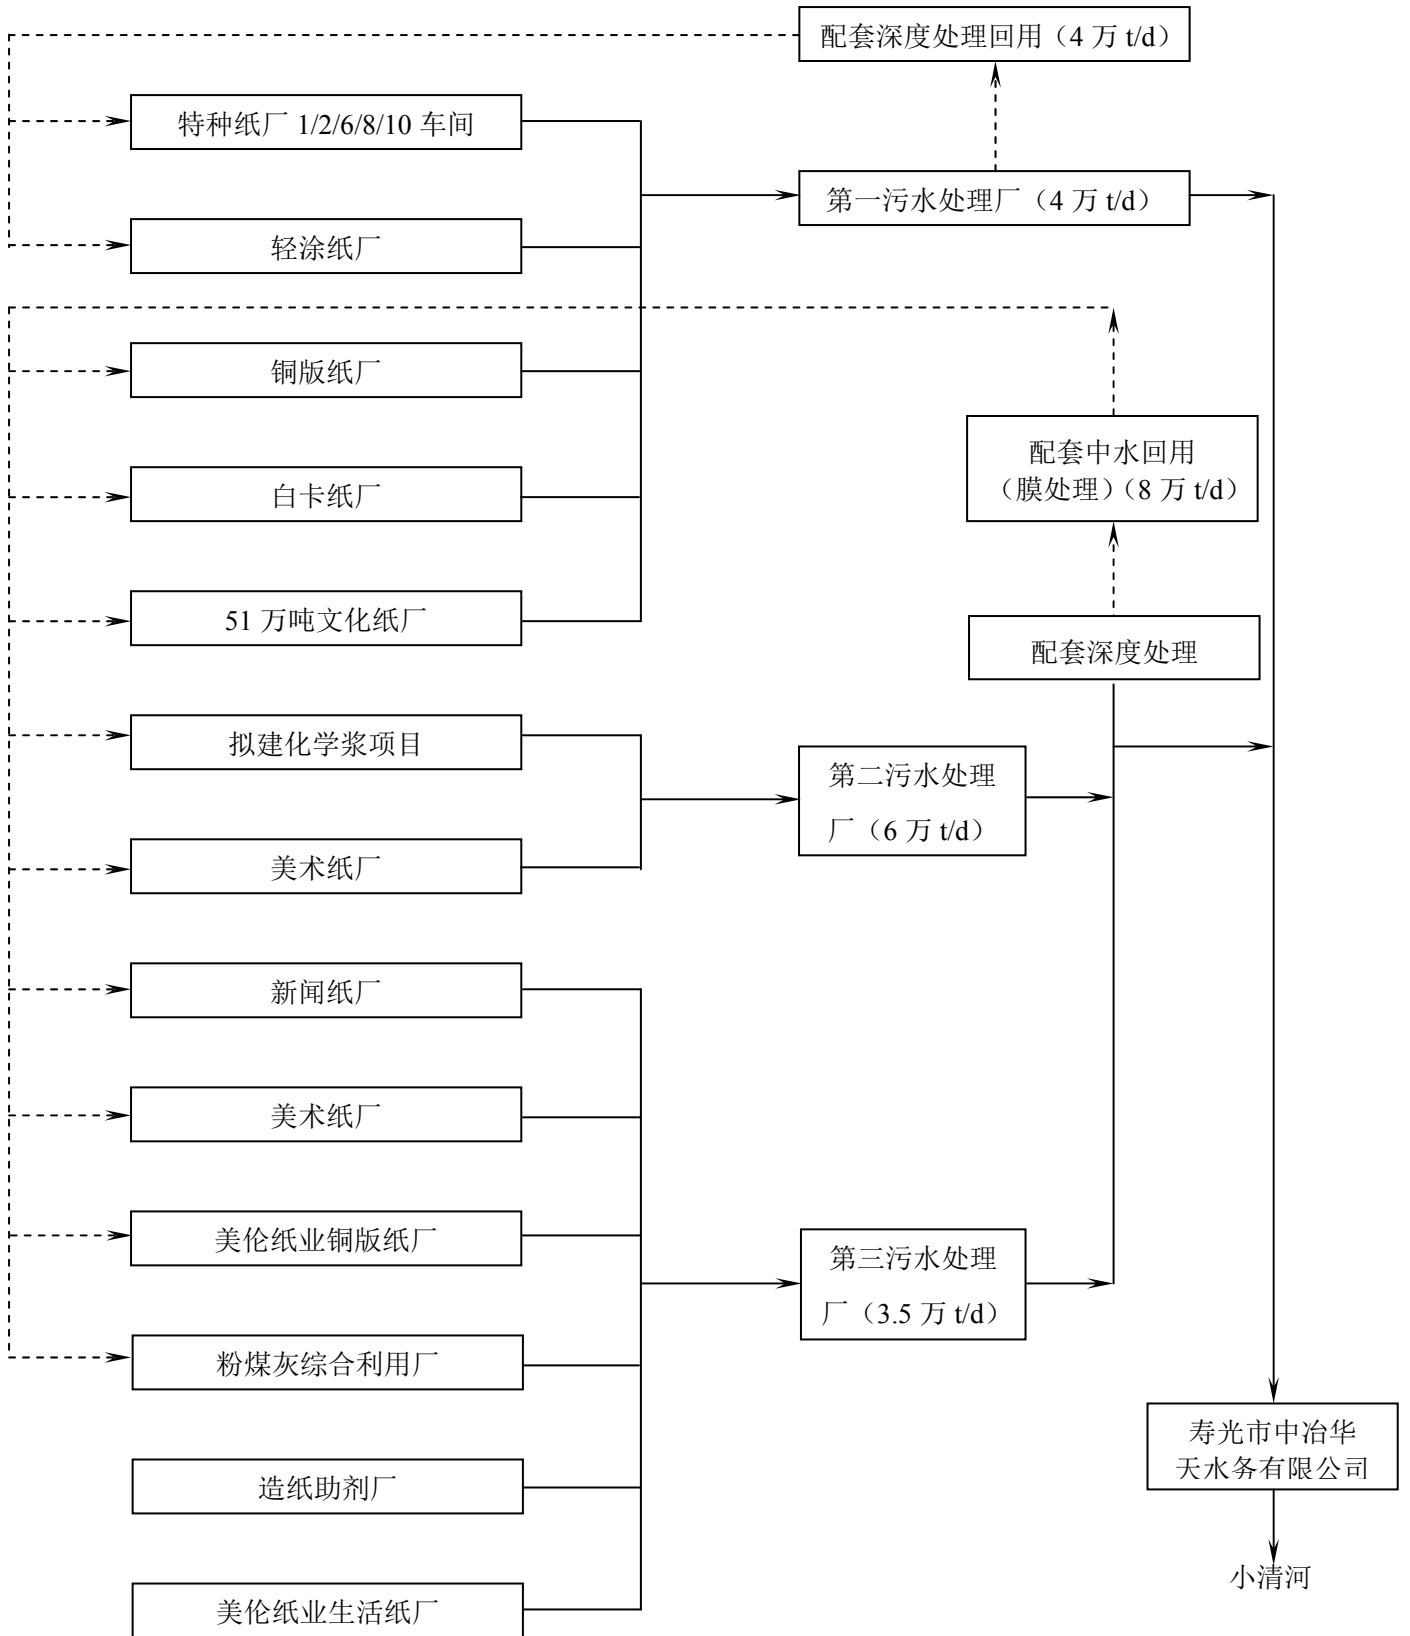 配套深度处理回用（4 万 t/d）
特种纸厂 1/2/6/8/10 车间
第一污水处理厂（4 万 t/d）
轻涂纸厂
铜版纸厂
配套中水回用
（膜处理）（8 万 t/d）
白卡纸厂
51 万吨文化纸厂
配套深度处理
拟建化学浆项目
第二污水处理
厂（6 万 t/d）
美术纸厂
新闻纸厂
美术纸厂
美伦纸业铜版纸厂
第三污水处理
厂（3.5 万 t/d）
粉煤灰综合利用厂
寿光市中冶华
天水务有限公司
造纸助剂厂
小清河
美伦纸业生活纸厂